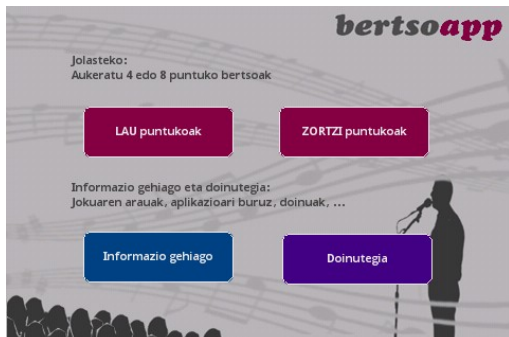 bertsoapp
Jolasteko:
Aukeratu 4 edo 8 puntuko bertsoak
LAU puntukoak
ZORTZI puntukoak
Informazio gehiago eta doinutegia:
Jokuaren arauak, aplikazioari buruz, doinuak, ...
Informazio gehiago
Doinutegia